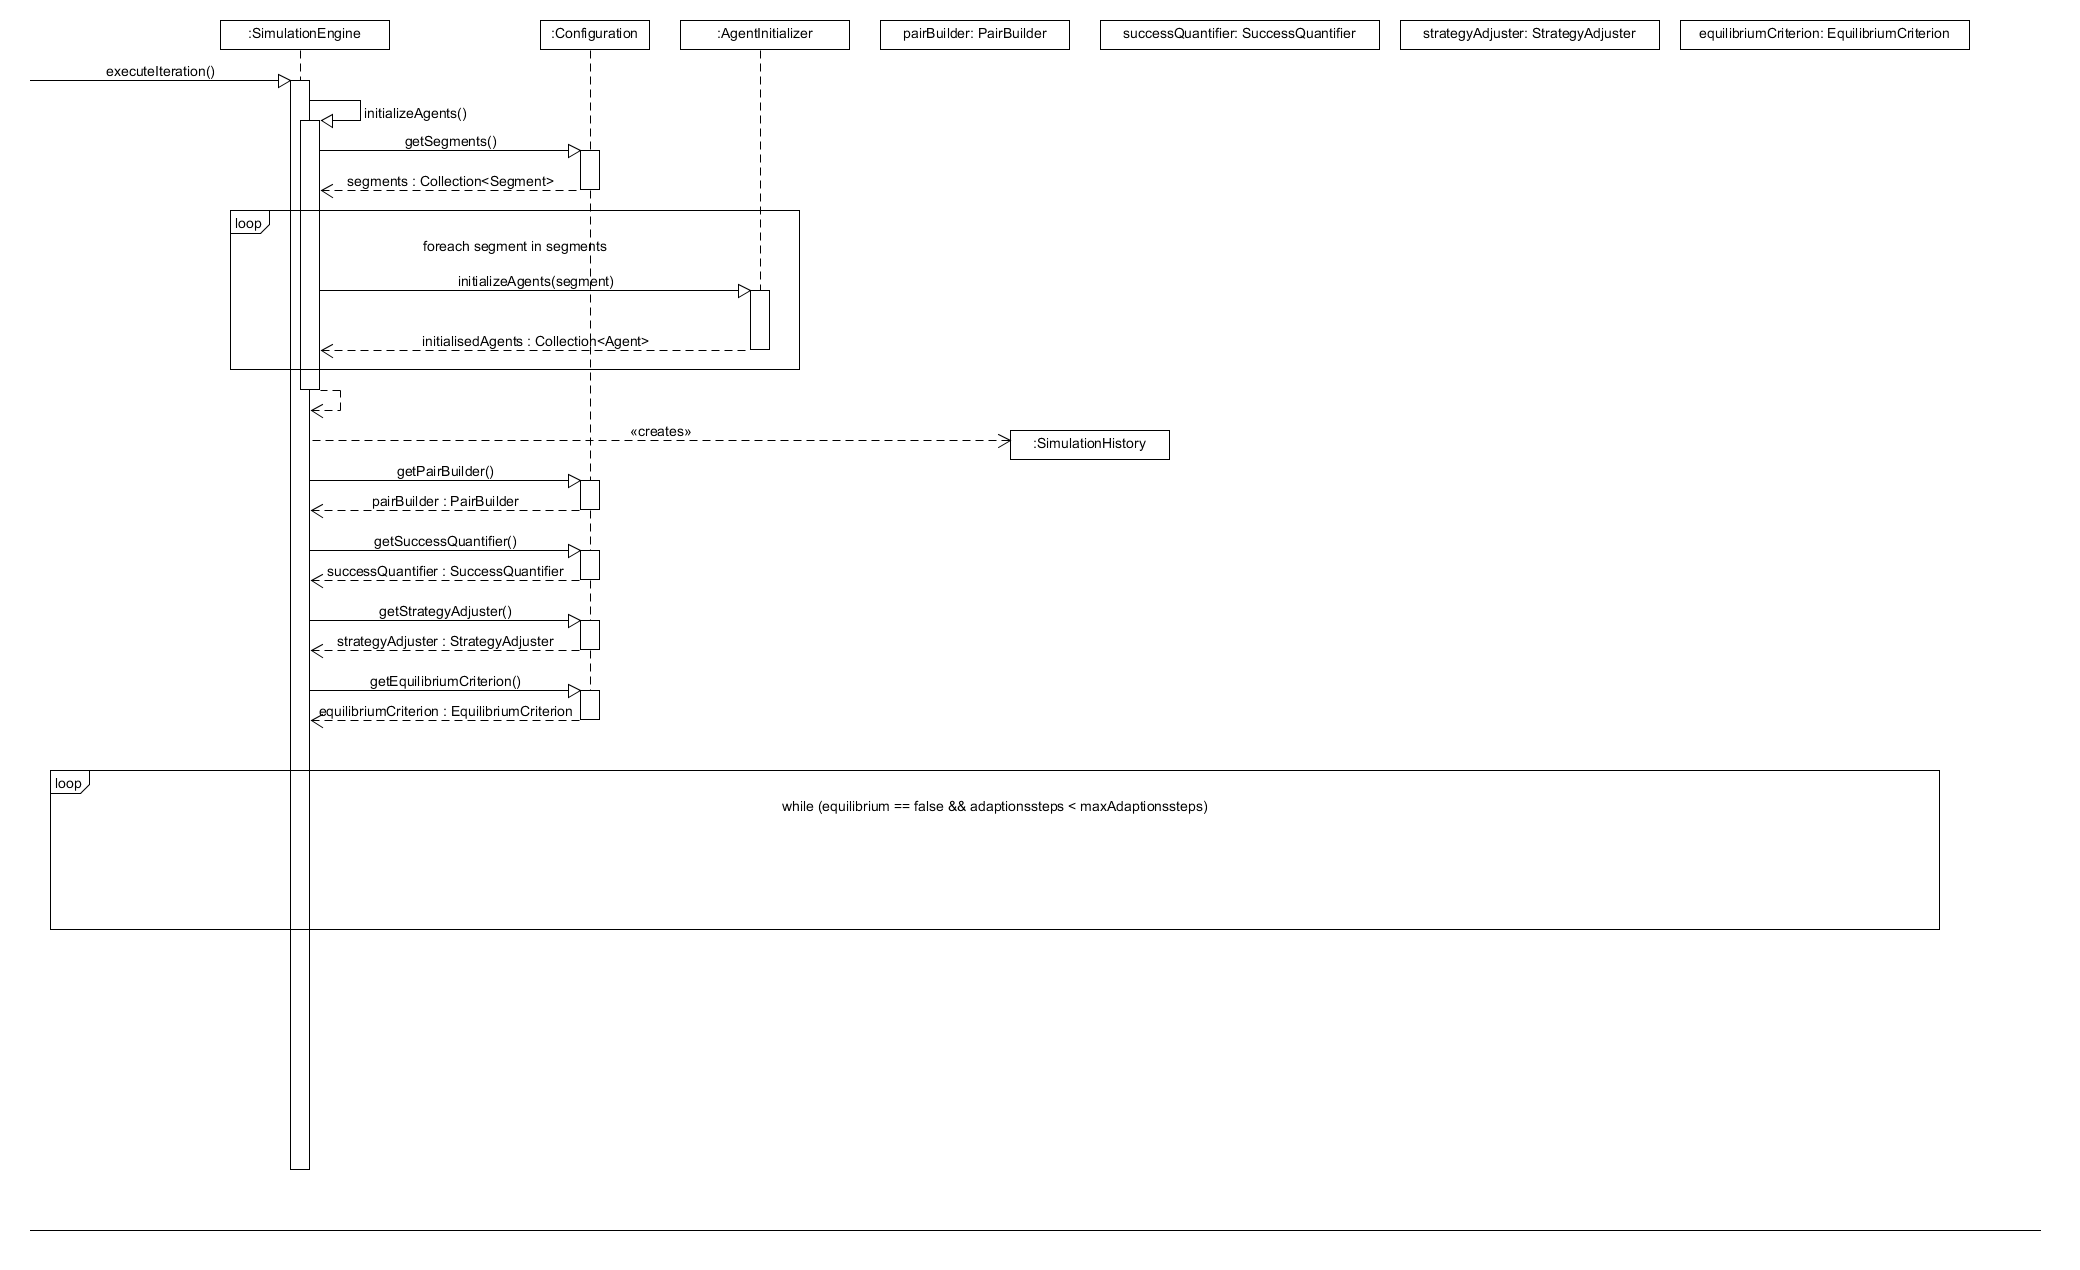 :SimulationEngine
:Configuration
:AgentInitializer
pairBuilder: PairBuilder
successQuantifier: SuccessQuantifier
strategyAdjuster: StrategyAdjuster
equilibriumCriterion: EquilibriumCriterion
executeIteration()
initializeAgents()
getSegments()
segments : Collection<Segment>
loop
foreach segment in segments
initializeAgents(segment)
initialisedAgents : Collection<Agent>
«creates»
:SimulationHistory
getPairBuilder()
pairBuilder : PairBuilder
getSuccessQuantifier()
successQuantifier : SuccessQuantifier
getStrategyAdjuster()
strategyAdjuster : StrategyAdjuster
getEquilibriumCriterion()
equilibriumCriterion : EquilibriumCriterion
loop
while (equilibrium == false && adaptionssteps < maxAdaptionssteps)